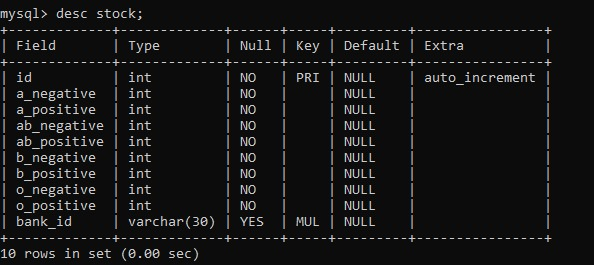 mysql> desc stock;
+-------------+-------------+------+-----+---------+----------------+
| Field       | Type        | Null | Key | Default | Extra          |
+-------------+-------------+------+-----+---------+----------------+
| id          | int         | NO   | PRI | NULL    | auto_increment |
| a_negative  | int         | NO   |     | NULL    |                |
| a_positive  | int         | NO   |     | NULL    |                |
| ab_negative | int         | NO   |     | NULL    |                |
| ab_positive | int         | NO   |     | NULL    |                |
| b_negative  | int         | NO   |     | NULL    |                |
| b_positive  | int         | NO   |     | NULL    |                |
| o_negative  | int         | NO   |     | NULL    |                |
| o_positive  | int         | NO   |     | NULL    |                |
| bank_id     | varchar(30) | YES  | MUL | NULL    |                |
+-------------+-------------+------+-----+---------+----------------+
10 rows in set (0.00 sec)